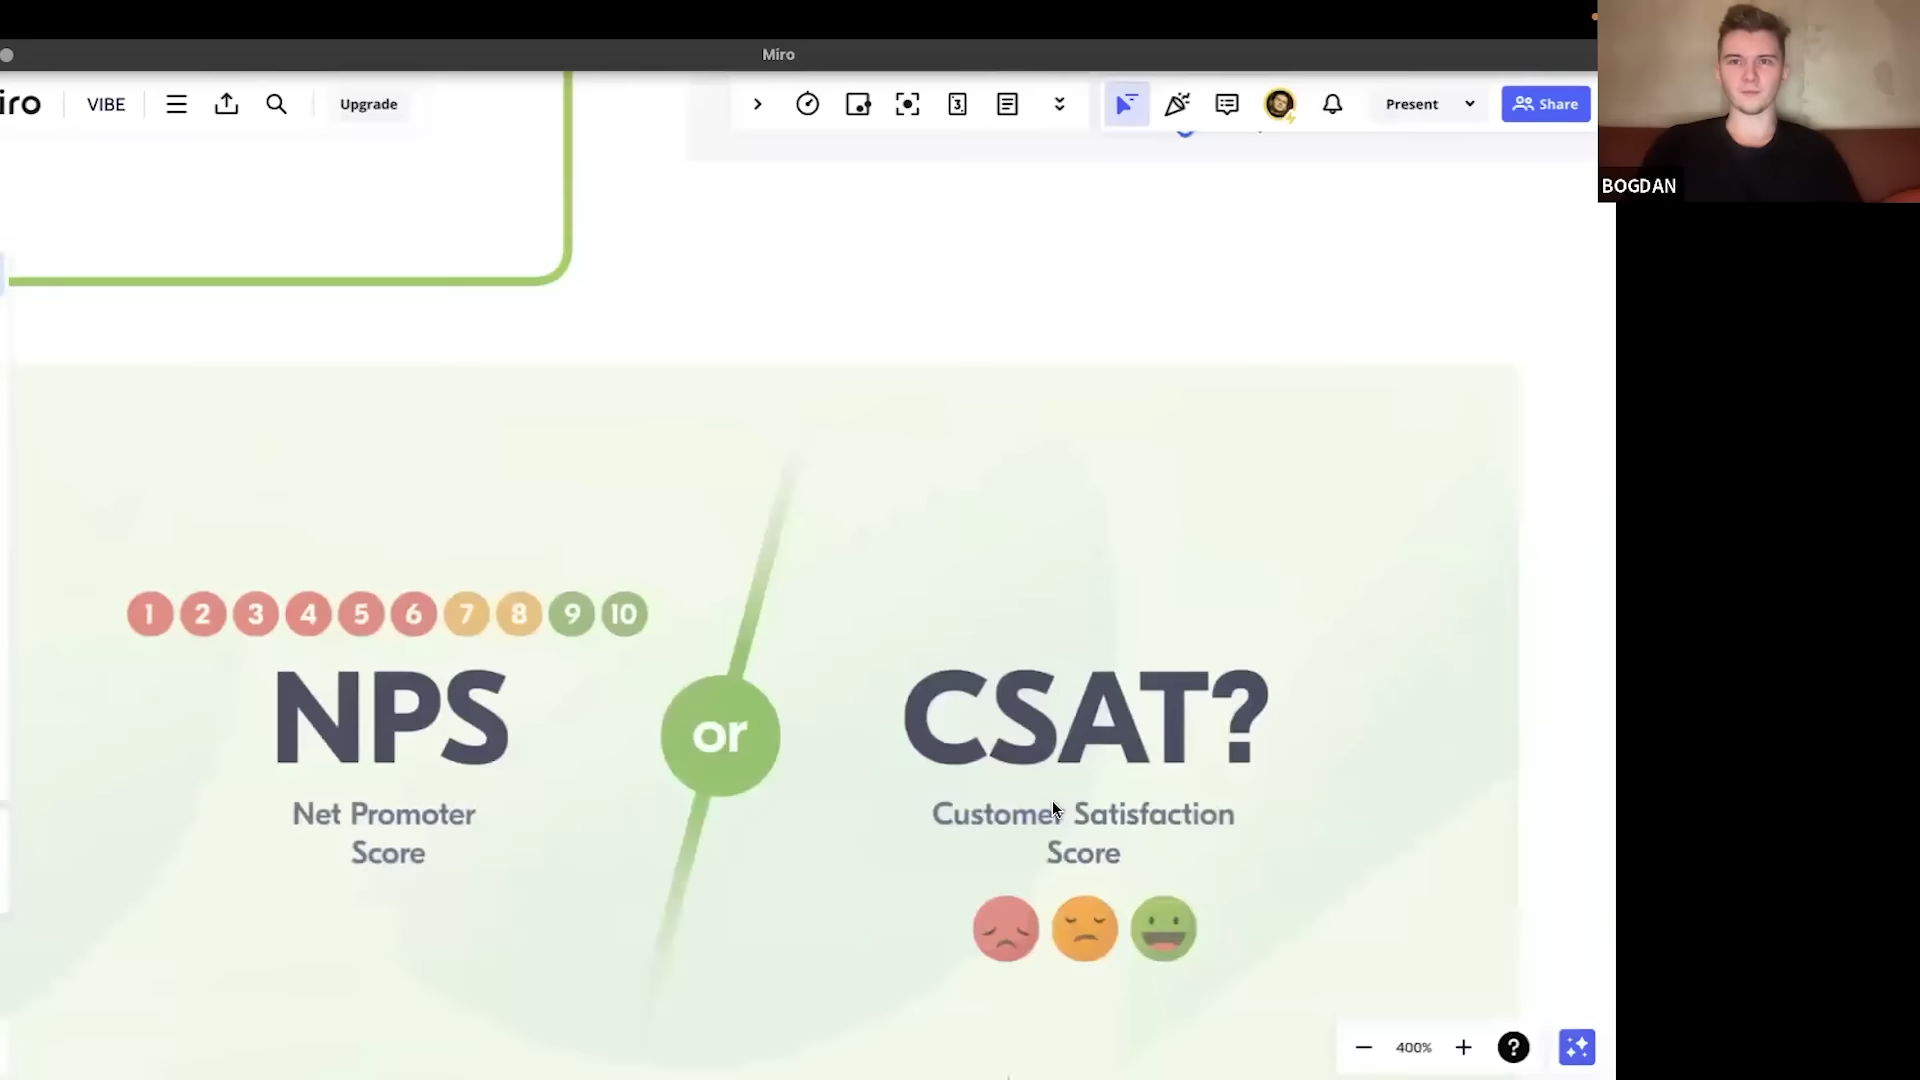 Miro
iro
VIBE
Upgrade
3
Present
Share
BOGDAN
1 2 3 4 5 6 7 8 9 10
NPS
or
CSAT?
Net Promoter
Score
Customer Satisfaction
Score
400%
?